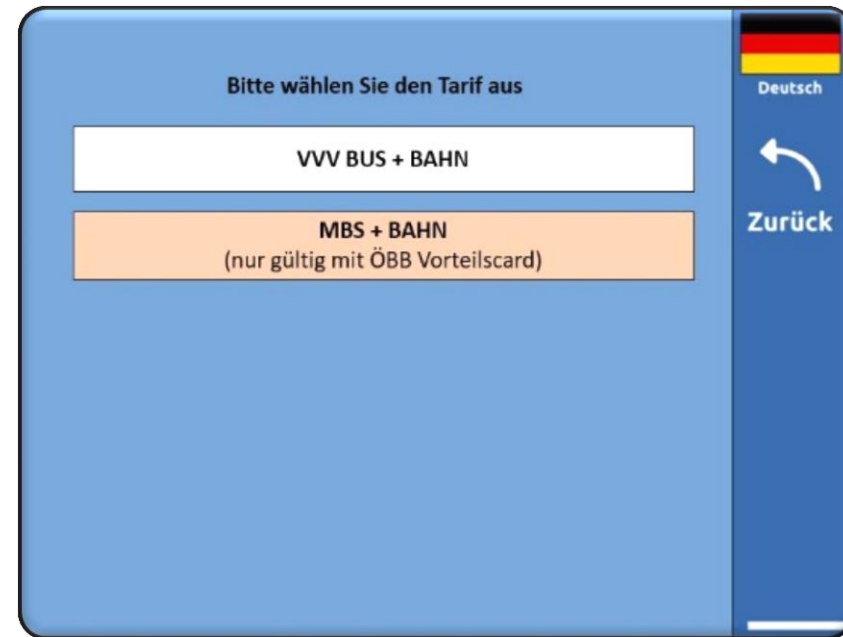 Bitte wählen Sie den Tarif aus
VVV BUS + BAHN
MBS + BAHN
(nur gültig mit ÖBB Vorteilscard)
Deutsch
Zurück